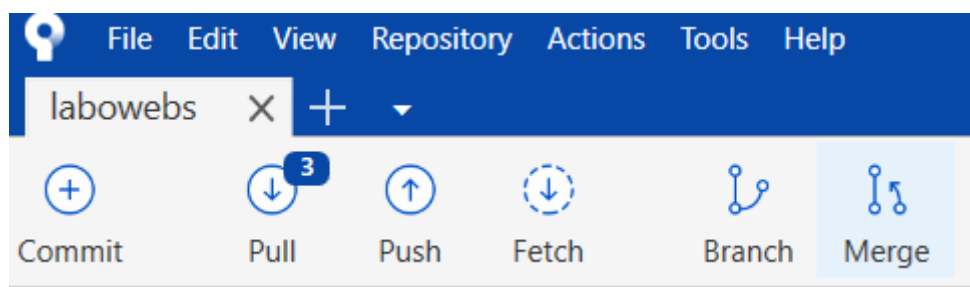 File Edit View Repository Actions Tools Help
labowebs
3
Commit Pull Push Fetch Branch Merge